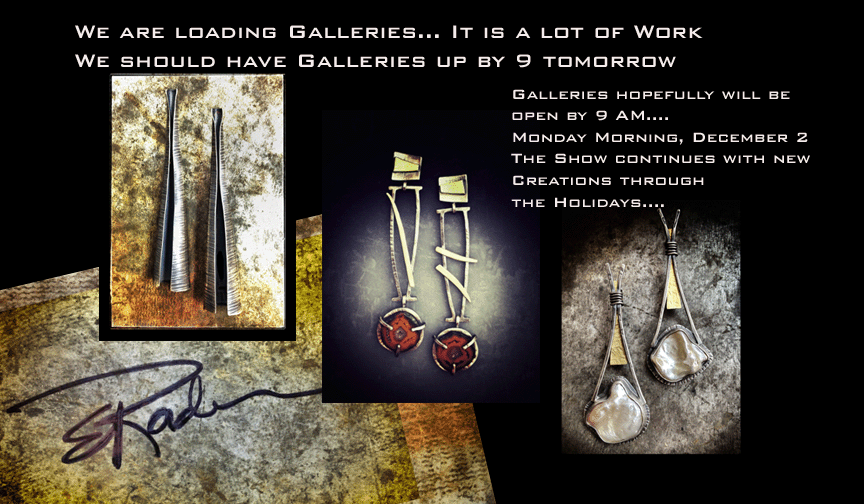 We are loading Galleries... It is a lot of Work
We should have Galleries up by 9 tomorrow
Galleries hopefully will be
open by 9 AM....
Monday Morning, December 2
The Show continues with new
Creations through
the Holidays....